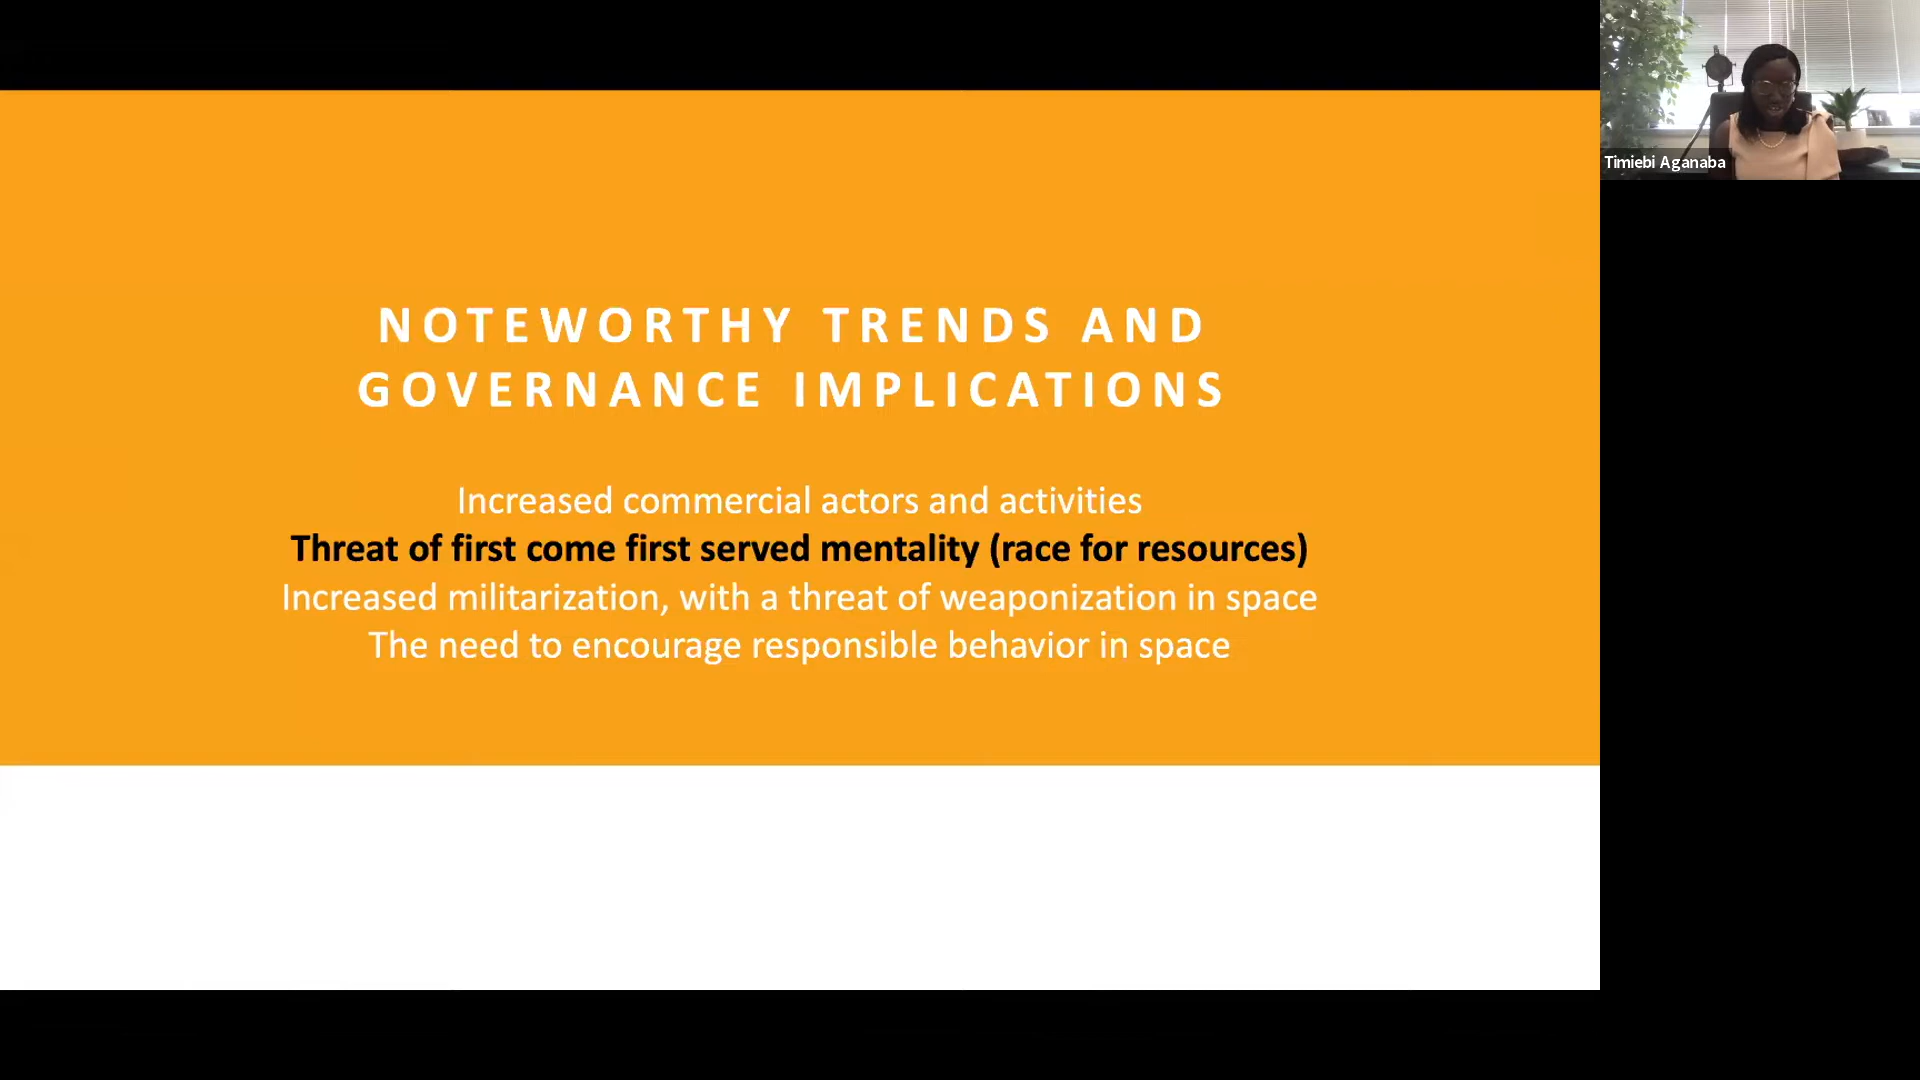 NOTEWORTHY TRENDS AND
GOVERNANCE IMPLICATIONS
Increased commercial actors and activities
Threat of first come first served mentality (race for resources)
Increased militarization, with a threat of weaponization in space
The need to encourage responsible behavior in space
Timiebi Aganaba